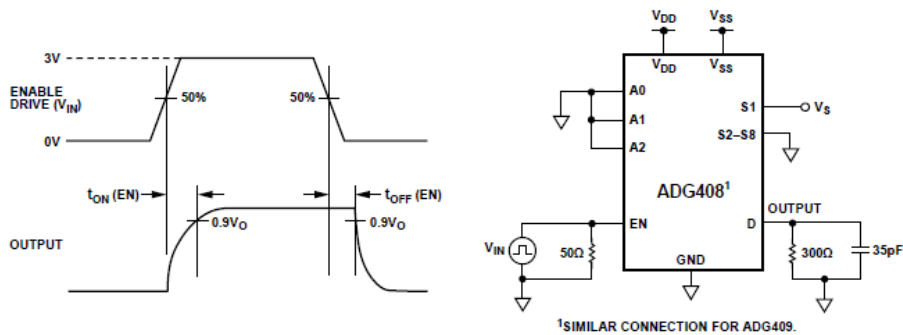 3V
ENABLE
DRIVE (VIN)
50%
50%
0V
tON (EN)
tOFF (EN)
0.9VO
0.9VO
OUTPUT
VDD
VSS
VDD
VSS
A0
A1
A2
S1
VS
S2–S8
ADG408¹
OUTPUT
EN
D
VIN
50Ω
GND
300Ω
35pF
¹SIMILAR CONNECTION FOR ADG409.